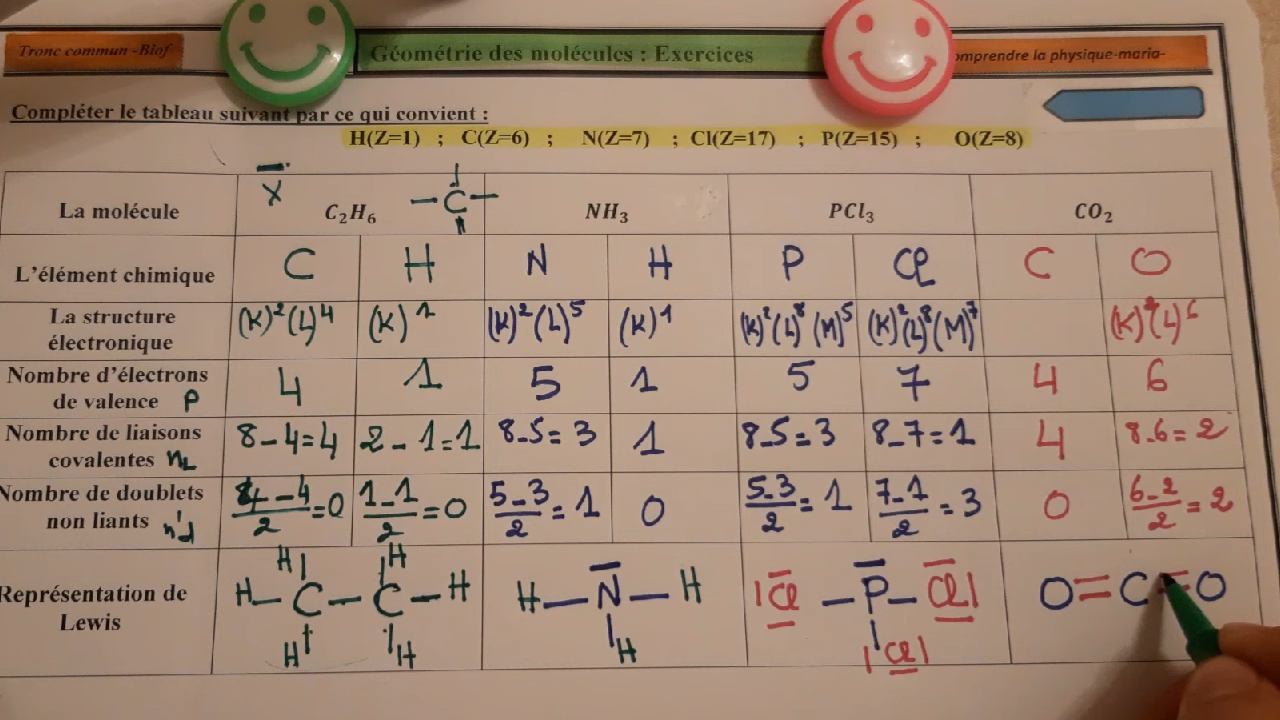 Tronc commun -Biof
Géométrie des molécules : Exercices
omprendre la physique-maria-
Compléter le tableau suivant par ce qui convient :
H(Z=1) ; C(Z=6) ; N(Z=7) ; Cl(Z=17) ; P(Z=15) ; O(Z=8)
X
C
La molécule C₂H₆ NH₃ PCl₃ CO₂
L'élément chimique C H N H P Cl C O
La structure
électronique (K)²(L)⁴ (K)¹ (K)²(L)⁵ (K)¹ (K)²(L)⁸(M)⁵ (K)²(L)⁸(M)⁷ (K)²(L)⁶
Nombre d'électrons
de valence p 4 1 5 1 5 7 4 6
Nombre de liaisons
covalentes nL 8-4=4 2-1=1 8-5=3 1 8-5=3 8-7=1 4 8-6=2
Nombre de doublets
non liants n'd 4-4/2=0 1-1/2=0 5-3/2=1 0 5-3/2=1 7-1/2=3 0 6-2/2=2
H H
Représentation de H-C-C-H H-N-H Cl-P-Cl O=C=O
Lewis
H H H Cl